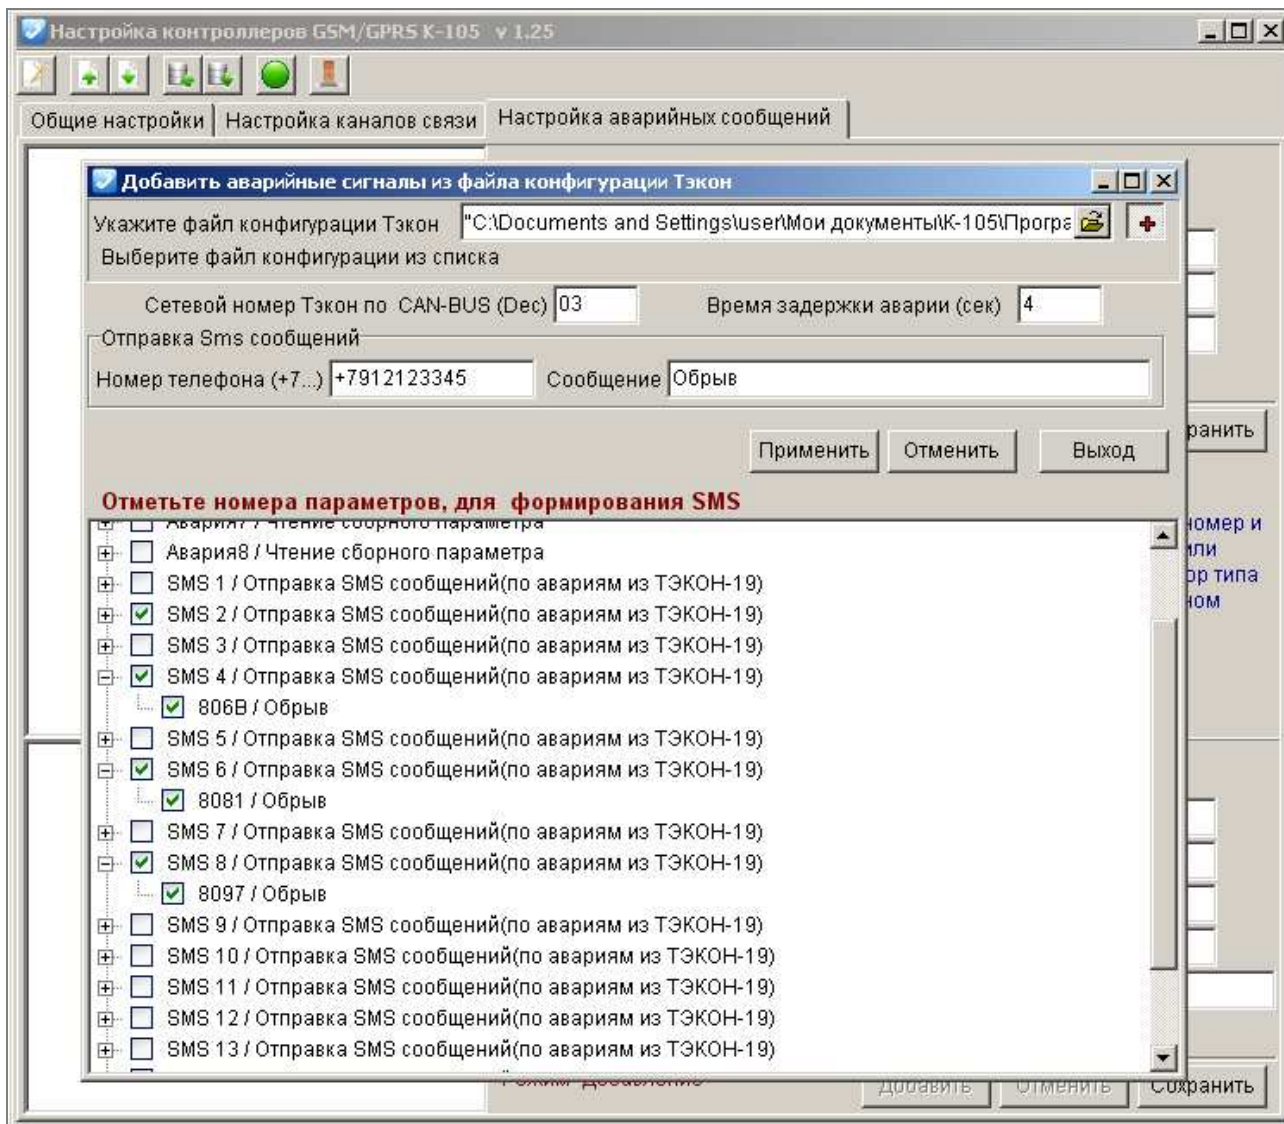 Настройка контроллеров GSM/GPRS K-105 v 1.25
Общие настройки Настройка каналов связи Настройка аварийных сообщений
Добавить аварийные сигналы из файла конфигурации Тэкон
Укажите файл конфигурации Тэкон "C:\Documents and Settings\user\Мои документы\К-105\Програ
Выберите файл конфигурации из списка
Сетевой номер Тэкон по CAN-BUS (Dec) 03 Время задержки аварии (сек) 4
Отправка Sms сообщений
Номер телефона (+7...) +7912123345 Сообщение Обрыв
ранить
Применить Отменить Выход
Отметьте номера параметров, для формирования SMS
Авария7 / Чтение сборного параметра
номер и
Авария8 / Чтение сборного параметра
или
SMS 1 / Отправка SMS сообщений(по авариям из ТЭКОН-19)
ор типа
SMS 2 / Отправка SMS сообщений(по авариям из ТЭКОН-19)
ном
SMS 3 / Отправка SMS сообщений(по авариям из ТЭКОН-19)
SMS 4 / Отправка SMS сообщений(по авариям из ТЭКОН-19)
806B / Обрыв
SMS 5 / Отправка SMS сообщений(по авариям из ТЭКОН-19)
SMS 6 / Отправка SMS сообщений(по авариям из ТЭКОН-19)
8081 / Обрыв
SMS 7 / Отправка SMS сообщений(по авариям из ТЭКОН-19)
SMS 8 / Отправка SMS сообщений(по авариям из ТЭКОН-19)
8097 / Обрыв
SMS 9 / Отправка SMS сообщений(по авариям из ТЭКОН-19)
SMS 10 / Отправка SMS сообщений(по авариям из ТЭКОН-19)
SMS 11 / Отправка SMS сообщений(по авариям из ТЭКОН-19)
SMS 12 / Отправка SMS сообщений(по авариям из ТЭКОН-19)
SMS 13 / Отправка SMS сообщений(по авариям из ТЭКОН-19)
Режим "Добавление" Добавить Отменить Сохранить